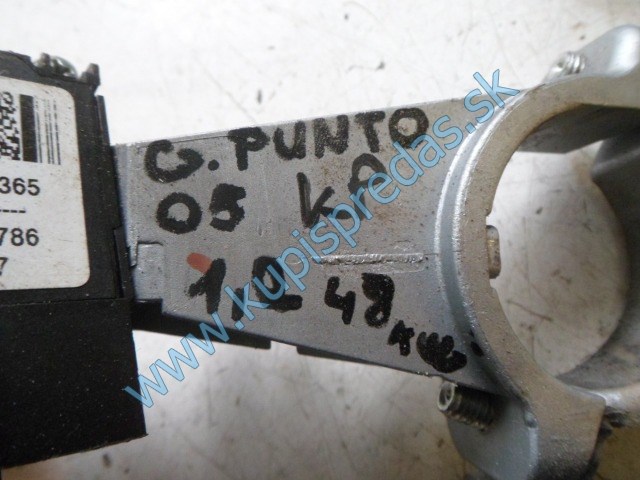 365
----
786
7
G. PUNTO
05 KA
1,2 48 KW
www.kupispredas.sk